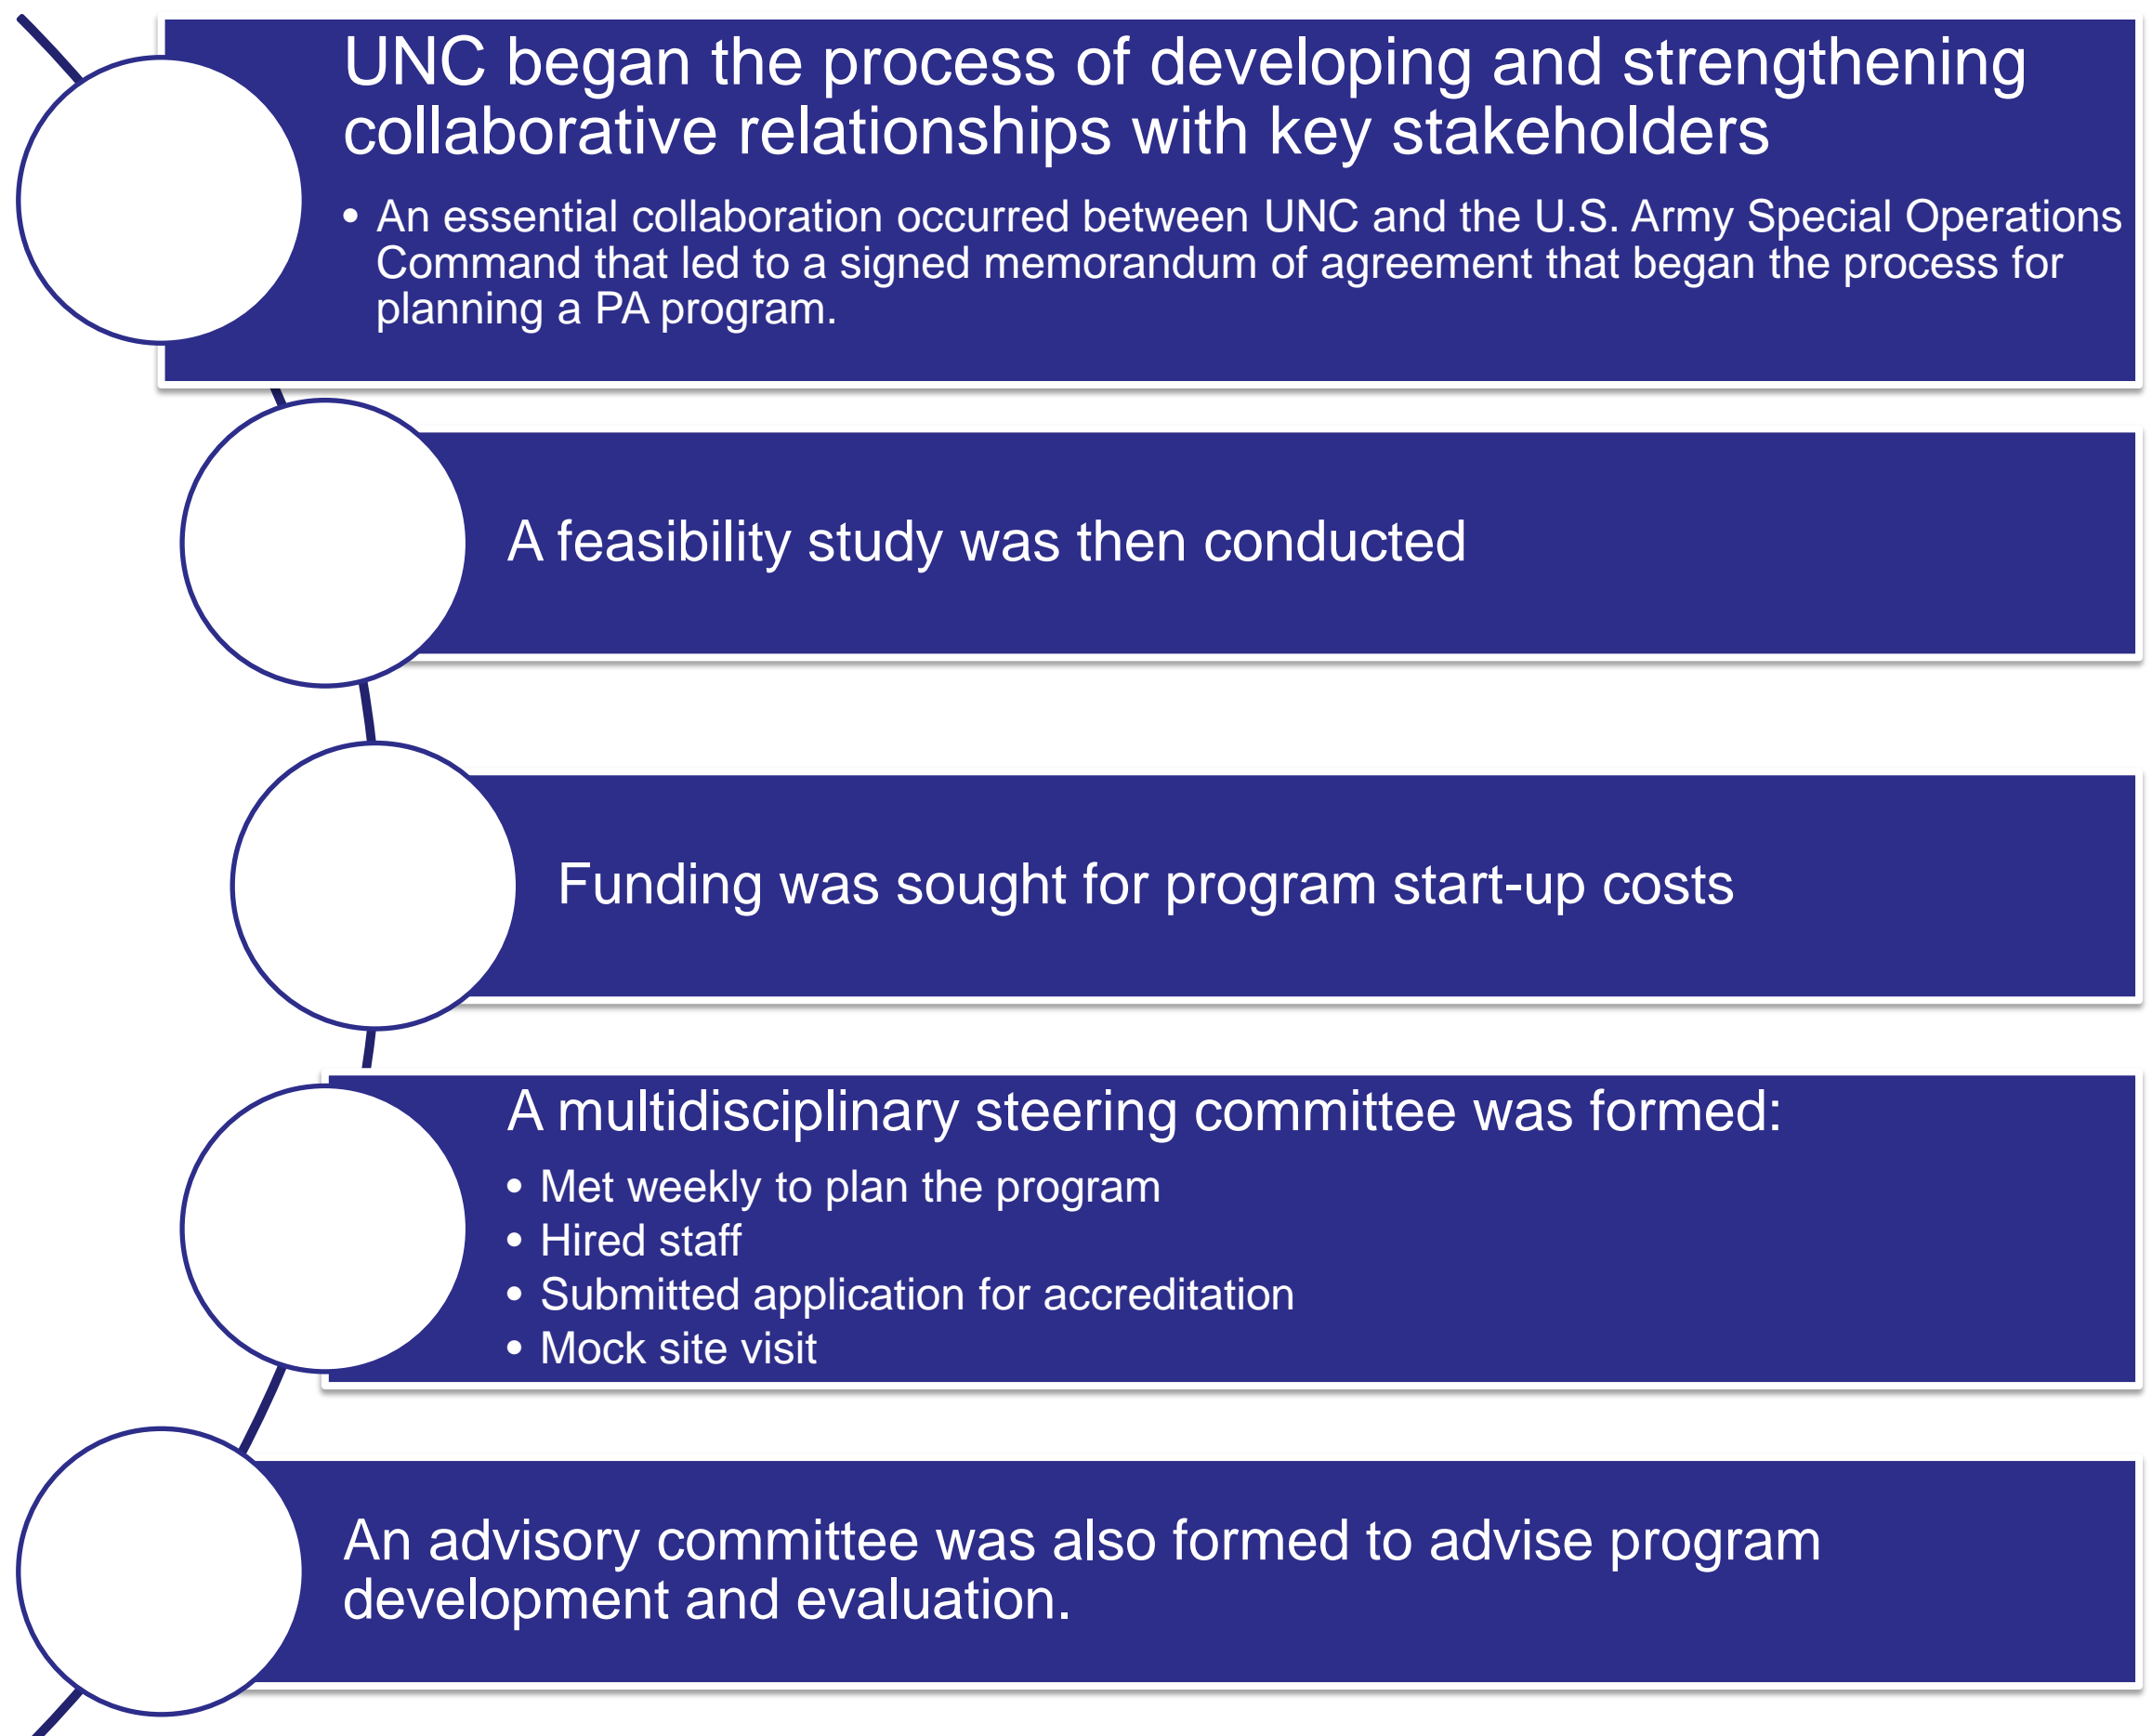 UNC began the process of developing and strengthening
collaborative relationships with key stakeholders
• An essential collaboration occurred between UNC and the U.S. Army Special Operations
Command that led to a signed memorandum of agreement that began the process for
planning a PA program.
A feasibility study was then conducted
Funding was sought for program start-up costs
A multidisciplinary steering committee was formed:
• Met weekly to plan the program
• Hired staff
• Submitted application for accreditation
• Mock site visit
An advisory committee was also formed to advise program
development and evaluation.